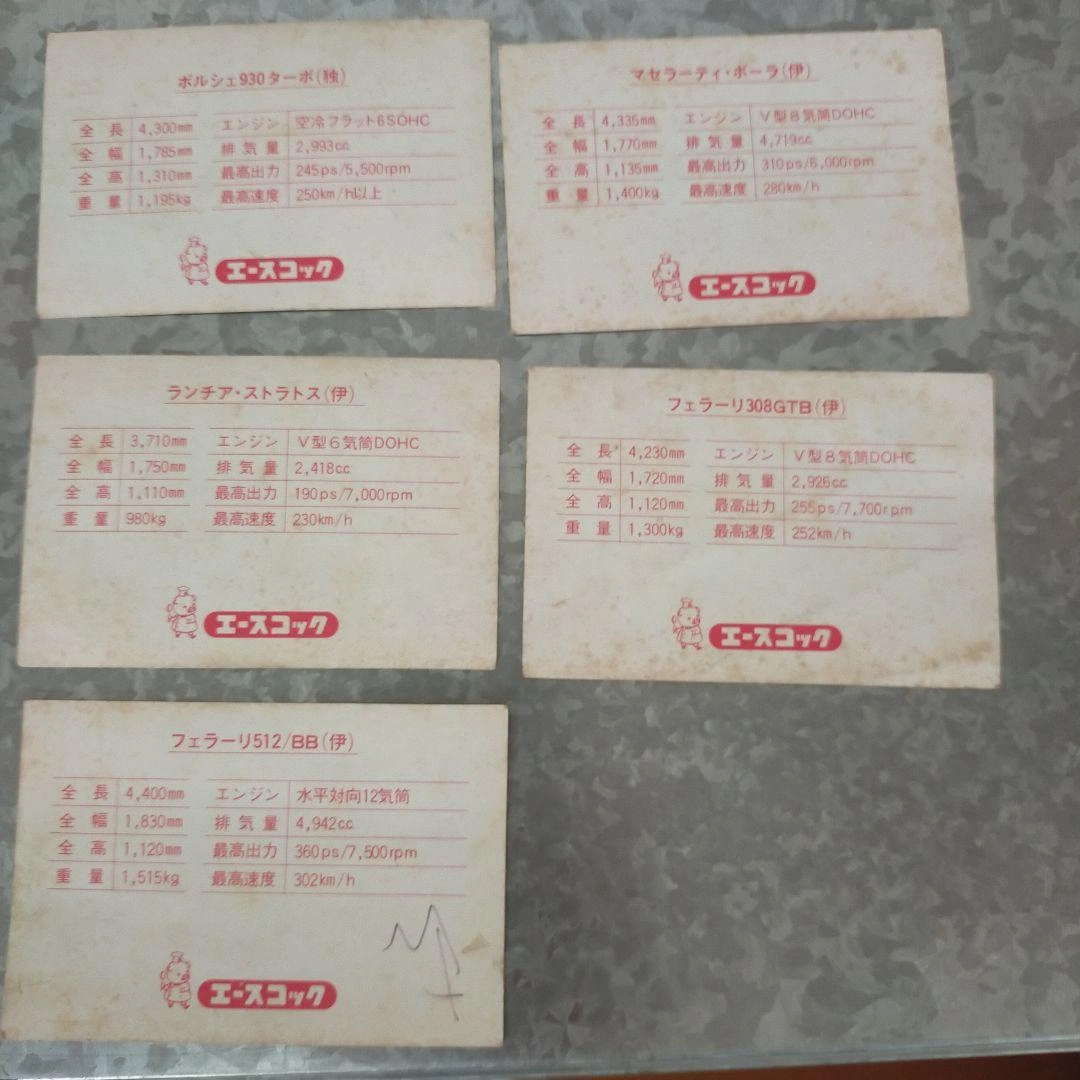 ポルシェ930ターボ(独)
全長 4,300mm エンジン 空冷フラット6SOHC
全幅 1,785mm 排気量 2,993cc
全高 1,310mm 最高出力 245ps/5,500rpm
重量 1,195kg 最高速度 250km/h以上
エースコック
マセラーティ・ボーラ(伊)
全長 4,335mm エンジン V型8気筒DOHC
全幅 1,770mm 排気量 4,719cc
全高 1,135mm 最高出力 310ps/6,000rpm
重量 1,400kg 最高速度 280km/h
エースコック
ランチア・ストラトス(伊)
全長 3,710mm エンジン V型6気筒DOHC
全幅 1,750mm 排気量 2,418cc
全高 1,110mm 最高出力 190ps/7,000rpm
重量 980kg 最高速度 230km/h
エースコック
フェラーリ308GTB(伊)
全長 4,230mm エンジン V型8気筒DOHC
全幅 1,720mm 排気量 2,926cc
全高 1,120mm 最高出力 255ps/7,700rpm
重量 1,300kg 最高速度 252km/h
エースコック
フェラーリ512/BB(伊)
全長 4,400mm エンジン 水平対向12気筒
全幅 1,830mm 排気量 4,942cc
全高 1,120mm 最高出力 360ps/7,500rpm
重量 1,515kg 最高速度 302km/h
エースコック